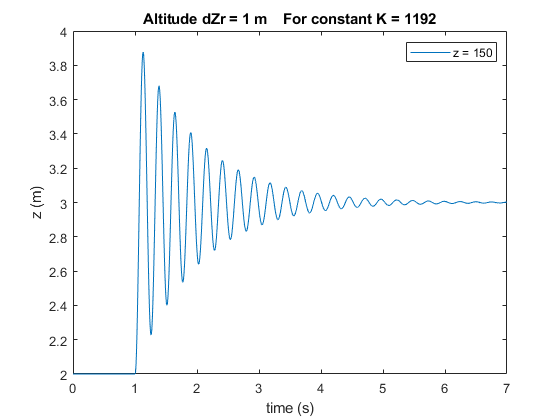 Altitude dZr = 1 m    For constant K = 1192
z = 150
z (m)
4
3.8
3.6
3.4
3.2
3
2.8
2.6
2.4
2.2
2
0 1 2 3 4 5 6 7
time (s)